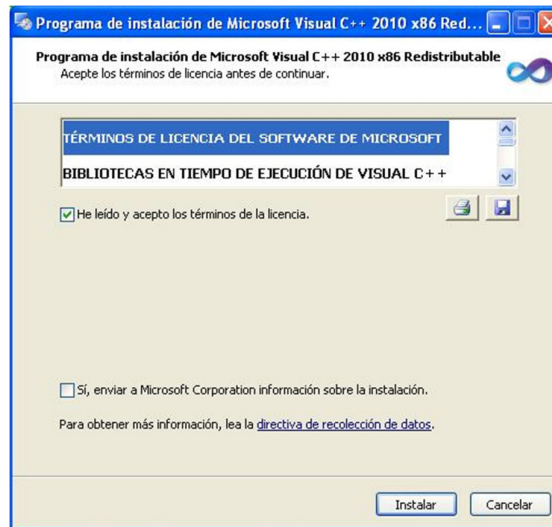 Programa de instalación de Microsoft Visual C++ 2010 x86 Red...
Programa de instalación de Microsoft Visual C++ 2010 x86 Redistributable
Acepte los términos de licencia antes de continuar.
TÉRMINOS DE LICENCIA DEL SOFTWARE DE MICROSOFT
BIBLIOTECAS EN TIEMPO DE EJECUCIÓN DE VISUAL C++
He leído y acepto los términos de la licencia.
Sí, enviar a Microsoft Corporation información sobre la instalación.
Para obtener más información, lea la directiva de recolección de datos.
Instalar Cancelar